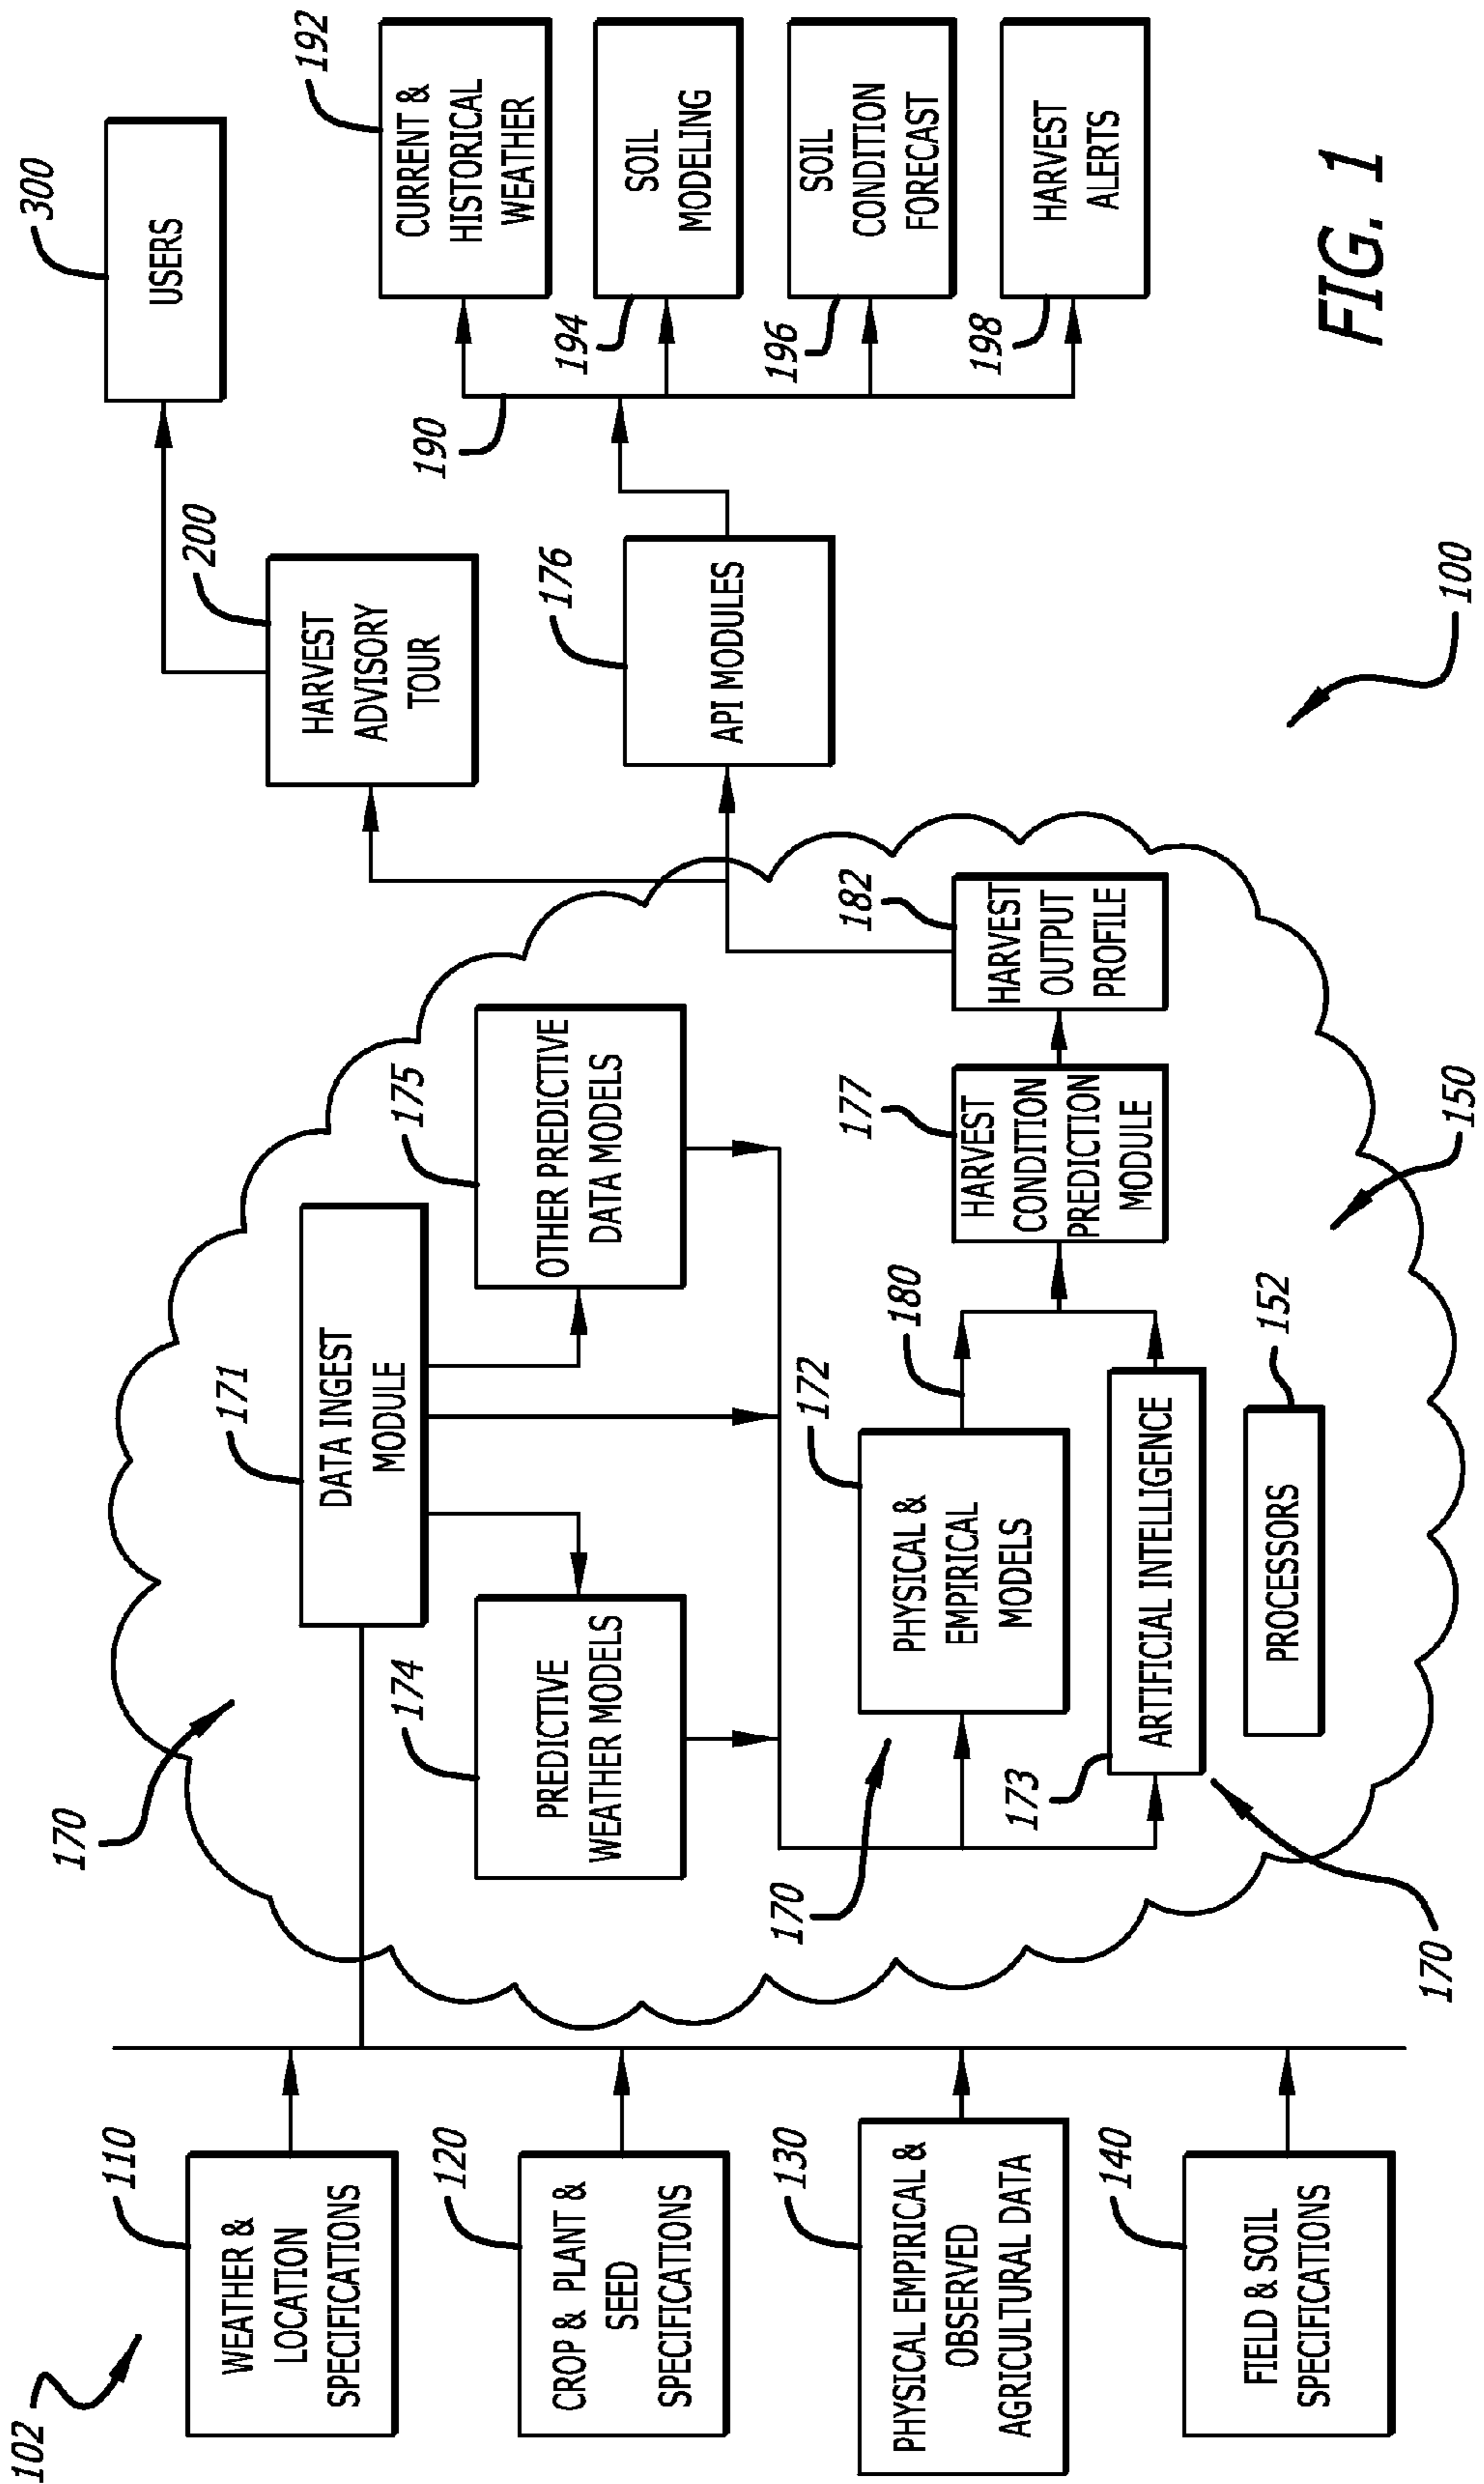 102
110
WEATHER &
LOCATION
SPECIFICATIONS
120
CROP & PLANT &
SEED
SPECIFICATIONS
130
PHYSICAL EMPIRICAL &
OBSERVED
AGRICULTURAL DATA
140
FIELD & SOIL
SPECIFICATIONS
170
171
DATA INGEST
MODULE
174
PREDICTIVE
WEATHER MODELS
175
OTHER PREDICTIVE
DATA MODELS
170
172
PHYSICAL &
EMPIRICAL
MODELS
180
173
ARTIFICIAL INTELLIGENCE
170
152
PROCESSORS
177
HARVEST
CONDITION
PREDICTION
MODULE
182
HARVEST
OUTPUT
PROFILE
150
200
HARVEST
ADVISORY
TOUR
300
USERS
176
API MODULES
190
192
CURRENT &
HISTORICAL
WEATHER
194
SOIL
MODELING
196
SOIL
CONDITION
FORECAST
198
HARVEST
ALERTS
100
FIG. 1